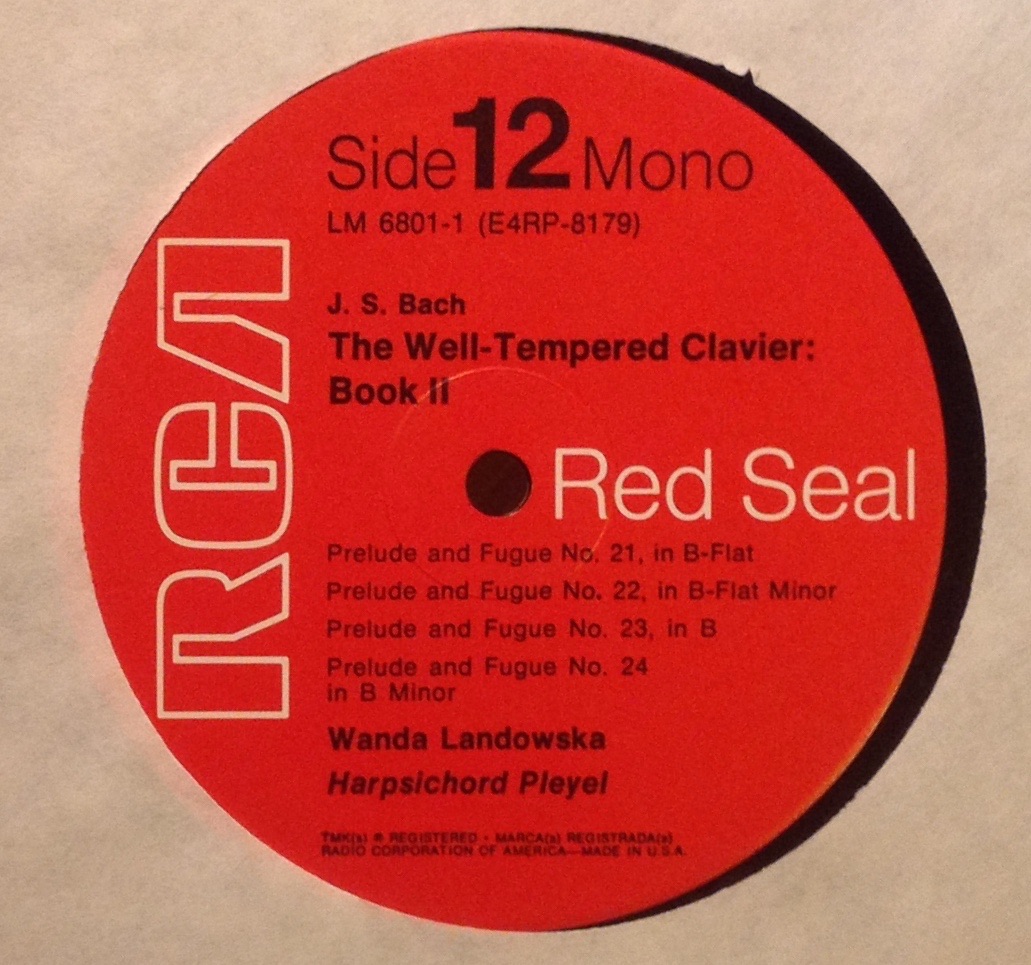 Side 12 Mono
LM 6801-1 (E4RP-8179)
J. S. Bach
The Well-Tempered Clavier:
Book II
RCA
Red Seal
Prelude and Fugue No. 21, in B-Flat
Prelude and Fugue No. 22, in B-Flat Minor
Prelude and Fugue No. 23, in B
Prelude and Fugue No. 24
in B Minor
Wanda Landowska
Harpsichord Pleyel
TMK(s) ® REGISTERED • MARCA(s) REGISTRADA(s)
RADIO CORPORATION OF AMERICA—MADE IN U.S.A.